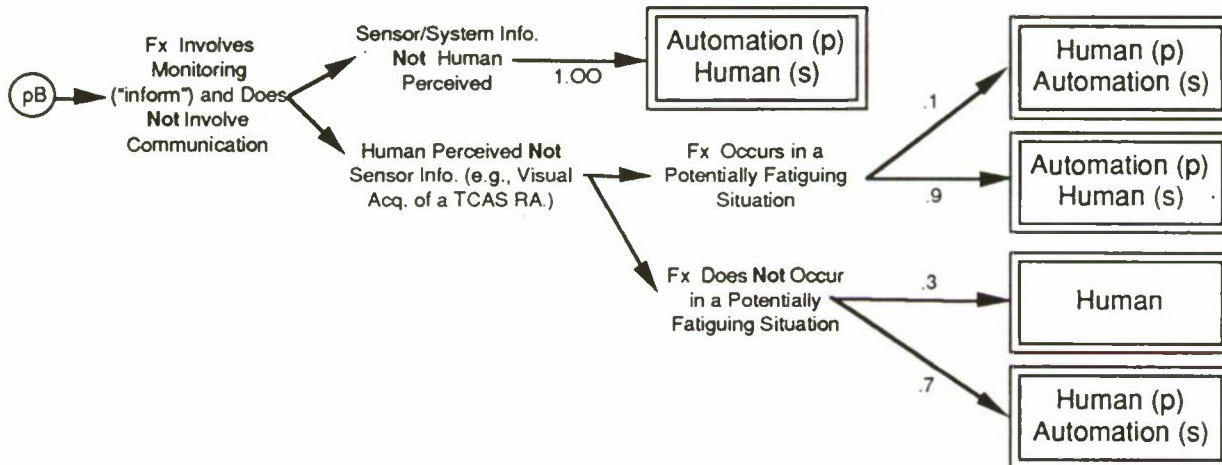 pB
Fx Involves
Monitoring
("inform") and Does
Not Involve
Communication
Sensor/System Info.
Not Human
Perceived
1.00
Automation (p)
Human (s)
Human Perceived Not
Sensor Info. (e.g., Visual
Acq. of a TCAS RA.)
Fx Occurs in a
Potentially Fatiguing
Situation
.1
Human (p)
Automation (s)
.9
Automation (p)
Human (s)
Fx Does Not Occur
in a Potentially
Fatiguing Situation
.3
Human
.7
Human (p)
Automation (s)